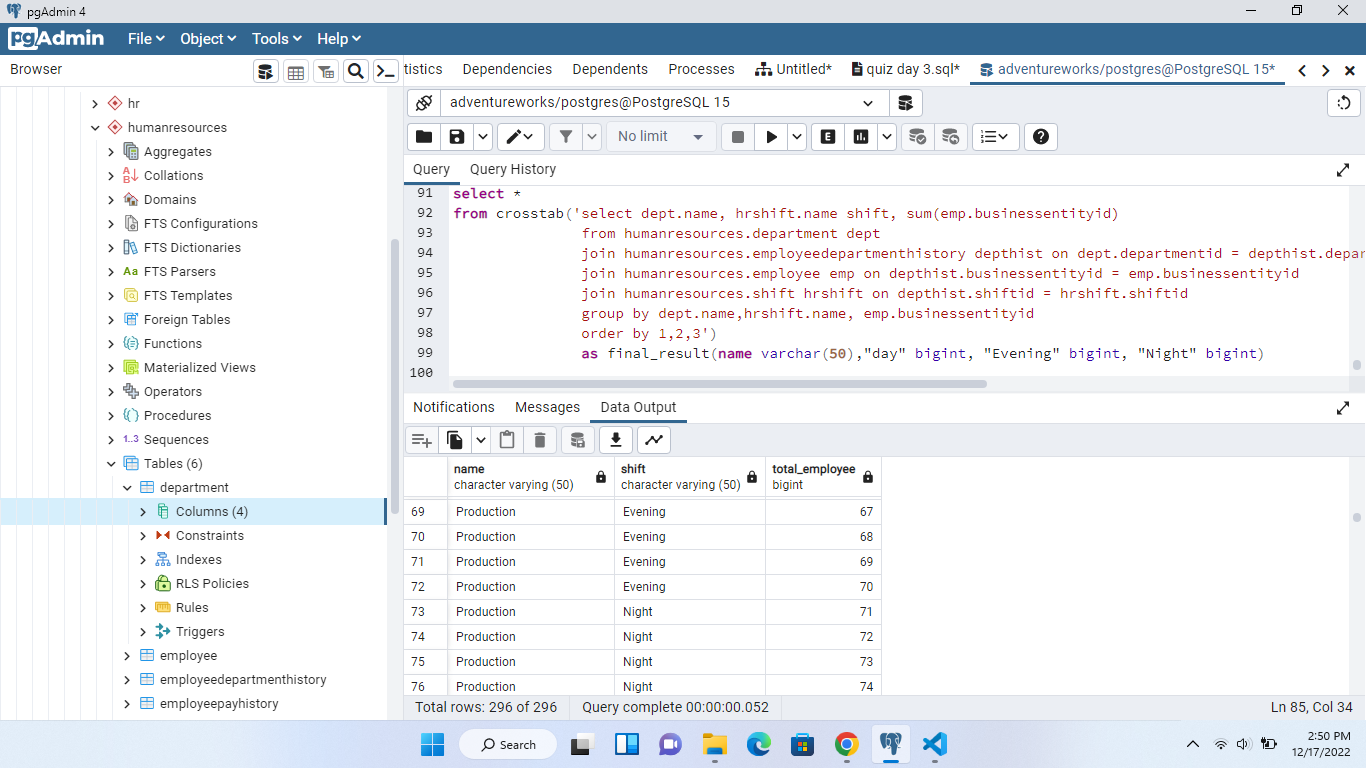 pgAdmin 4
pgAdmin File Object Tools Help
Browser
tistics Dependencies Dependents Processes Untitled* quiz day 3.sql* adventureworks/postgres@PostgreSQL 15*
hr
humanresources
Aggregates
Collations
Domains
FTS Configurations
FTS Dictionaries
FTS Parsers
FTS Templates
Foreign Tables
Functions
Materialized Views
Operators
Procedures
1..3 Sequences
Tables (6)
department
Columns (4)
Constraints
Indexes
RLS Policies
Rules
Triggers
employee
employeedepartmenthistory
employeepayhistory
adventureworks/postgres@PostgreSQL 15
No limit
Query Query History
91 select *
92 from crosstab('select dept.name, hrshift.name shift, sum(emp.businessentityid)
93 from humanresources.department dept
94 join humanresources.employeedepartmenthistory depthist on dept.departmentid = depthist.depar
95 join humanresources.employee emp on depthist.businessentityid = emp.businessentityid
96 join humanresources.shift hrshift on depthist.shiftid = hrshift.shiftid
97 group by dept.name,hrshift.name, emp.businessentityid
98 order by 1,2,3')
99 as final_result(name varchar(50),"day" bigint, "Evening" bigint, "Night" bigint)
100
Notifications Messages Data Output
name shift total_employee
character varying (50) character varying (50) bigint
69 Production Evening 67
70 Production Evening 68
71 Production Evening 69
72 Production Evening 70
73 Production Night 71
74 Production Night 72
75 Production Night 73
76 Production Night 74
Total rows: 296 of 296 Query complete 00:00:00.052 Ln 85, Col 34
Search
2:50 PM
12/17/2022